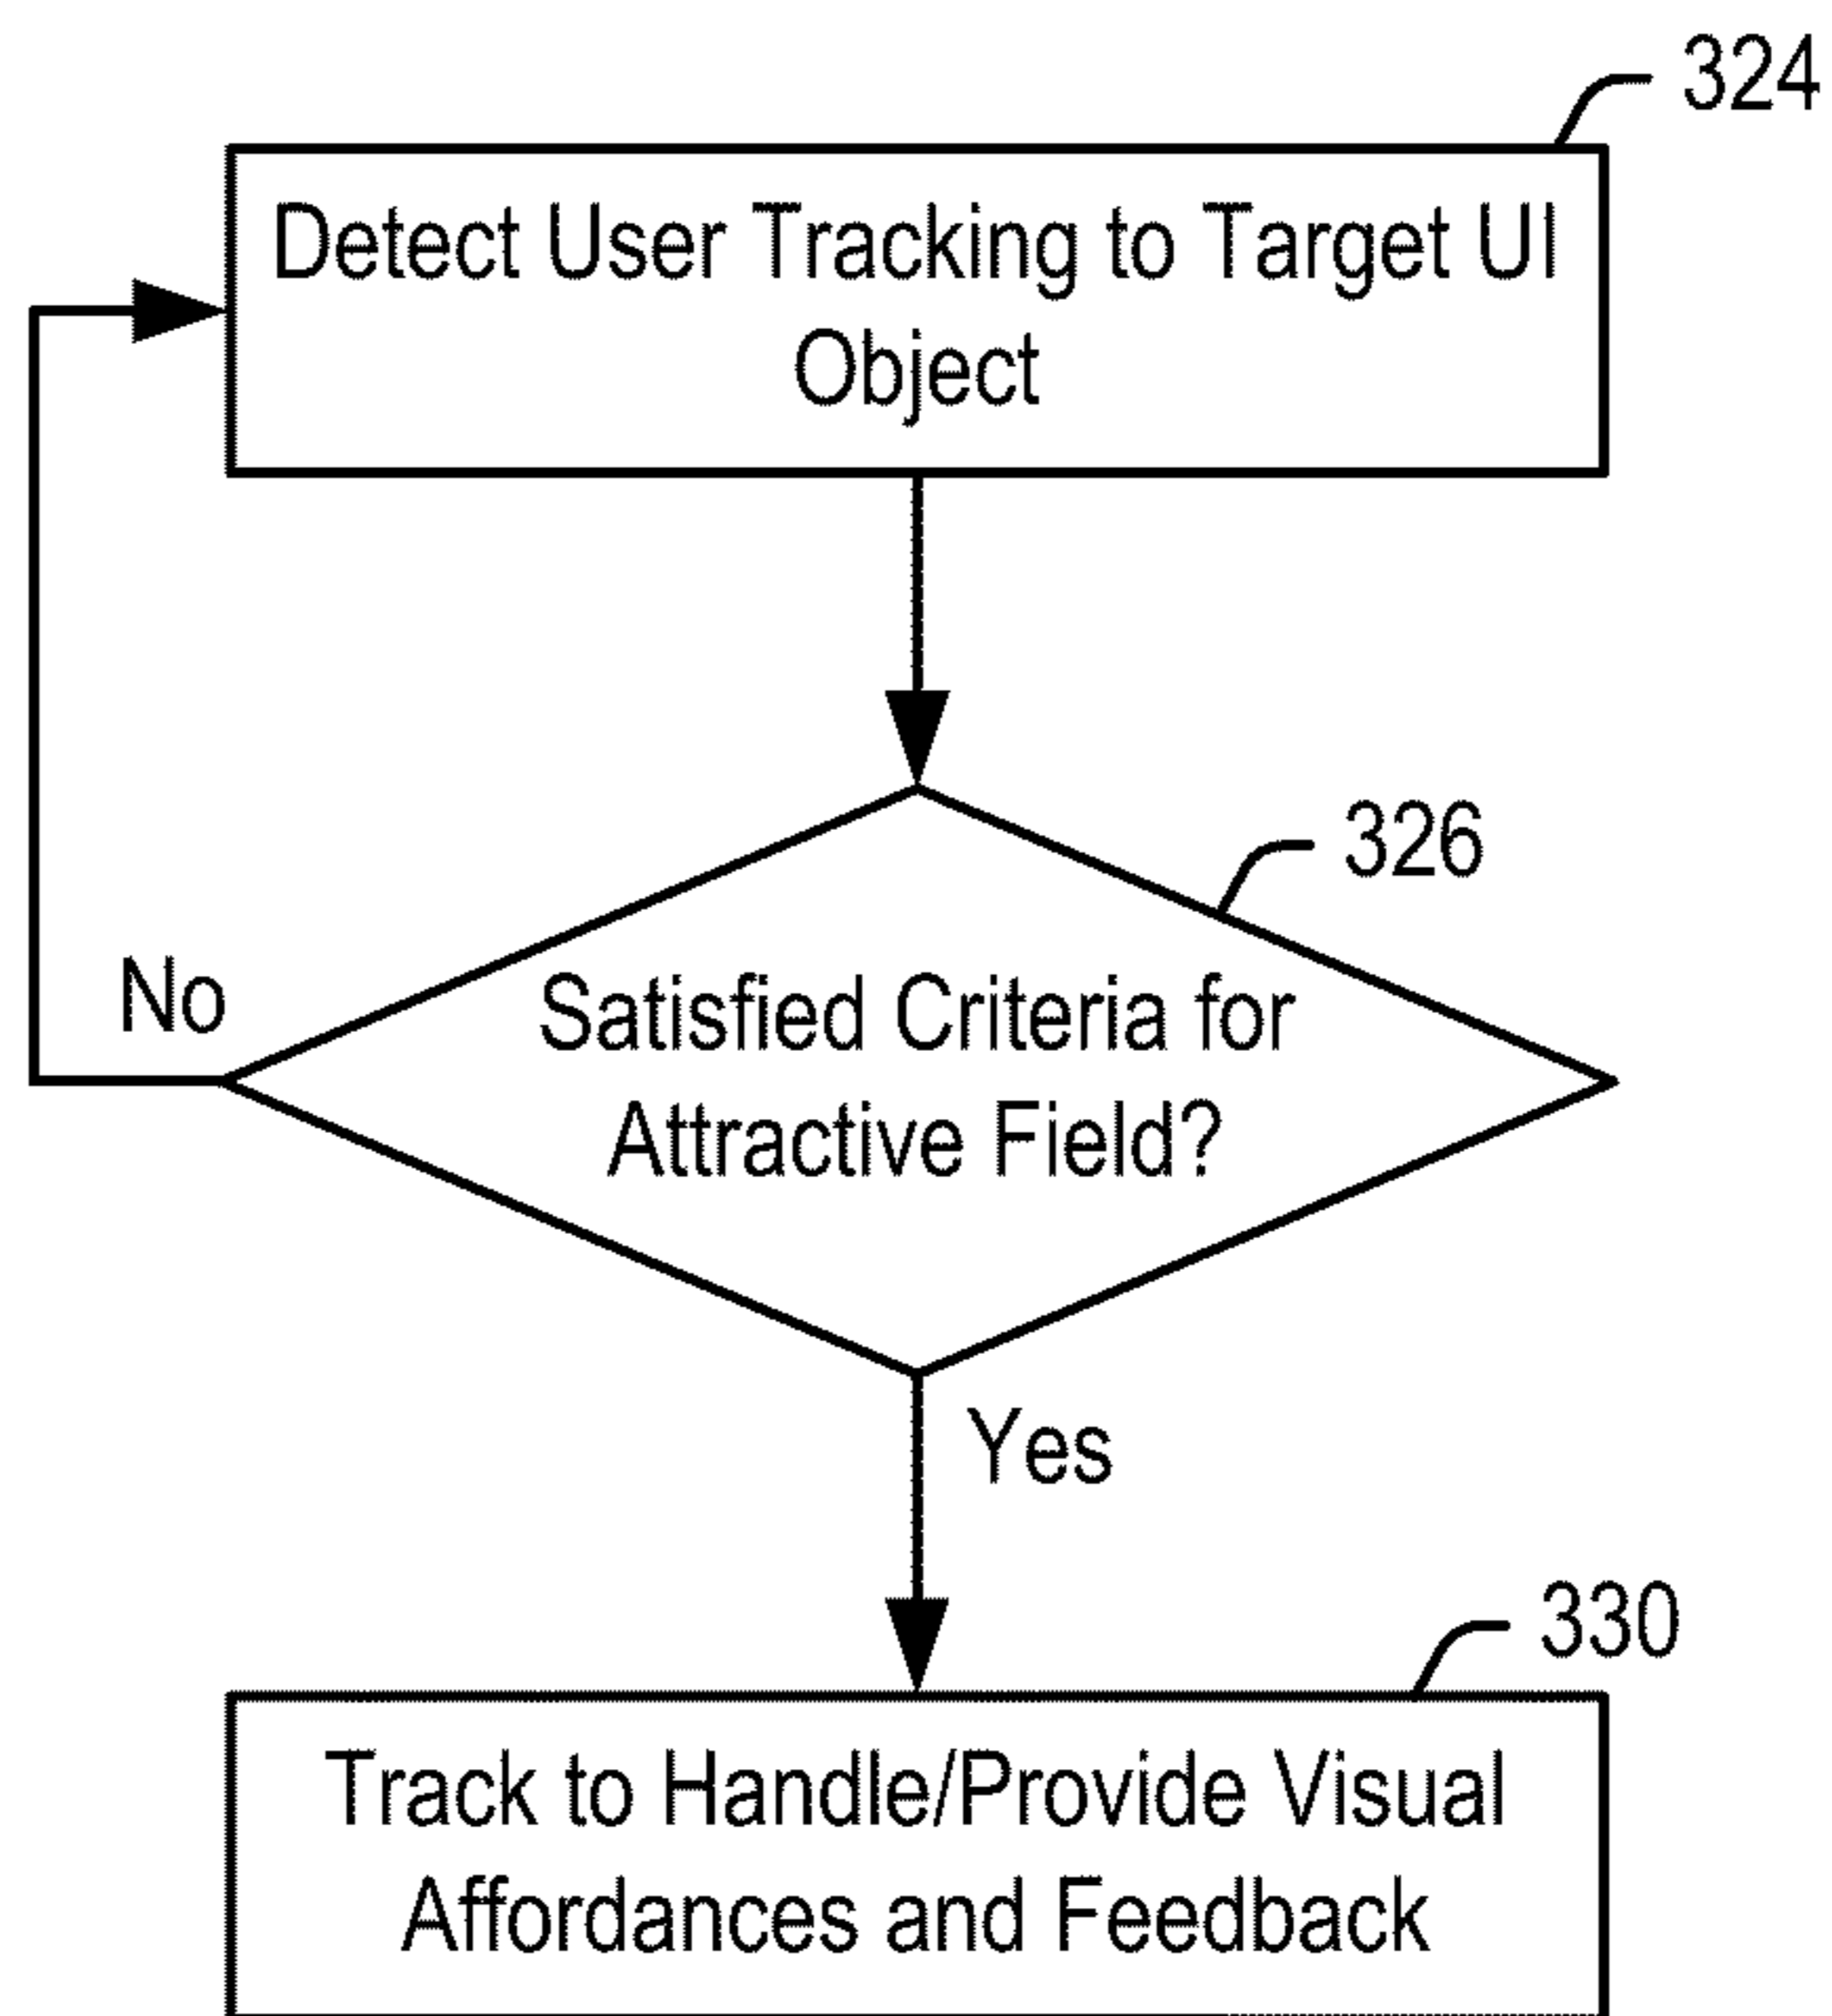 324
Detect User Tracking to Target UI
Object
326
No
Satisfied Criteria for
Attractive Field?
Yes
330
Track to Handle/Provide Visual
Affordances and Feedback